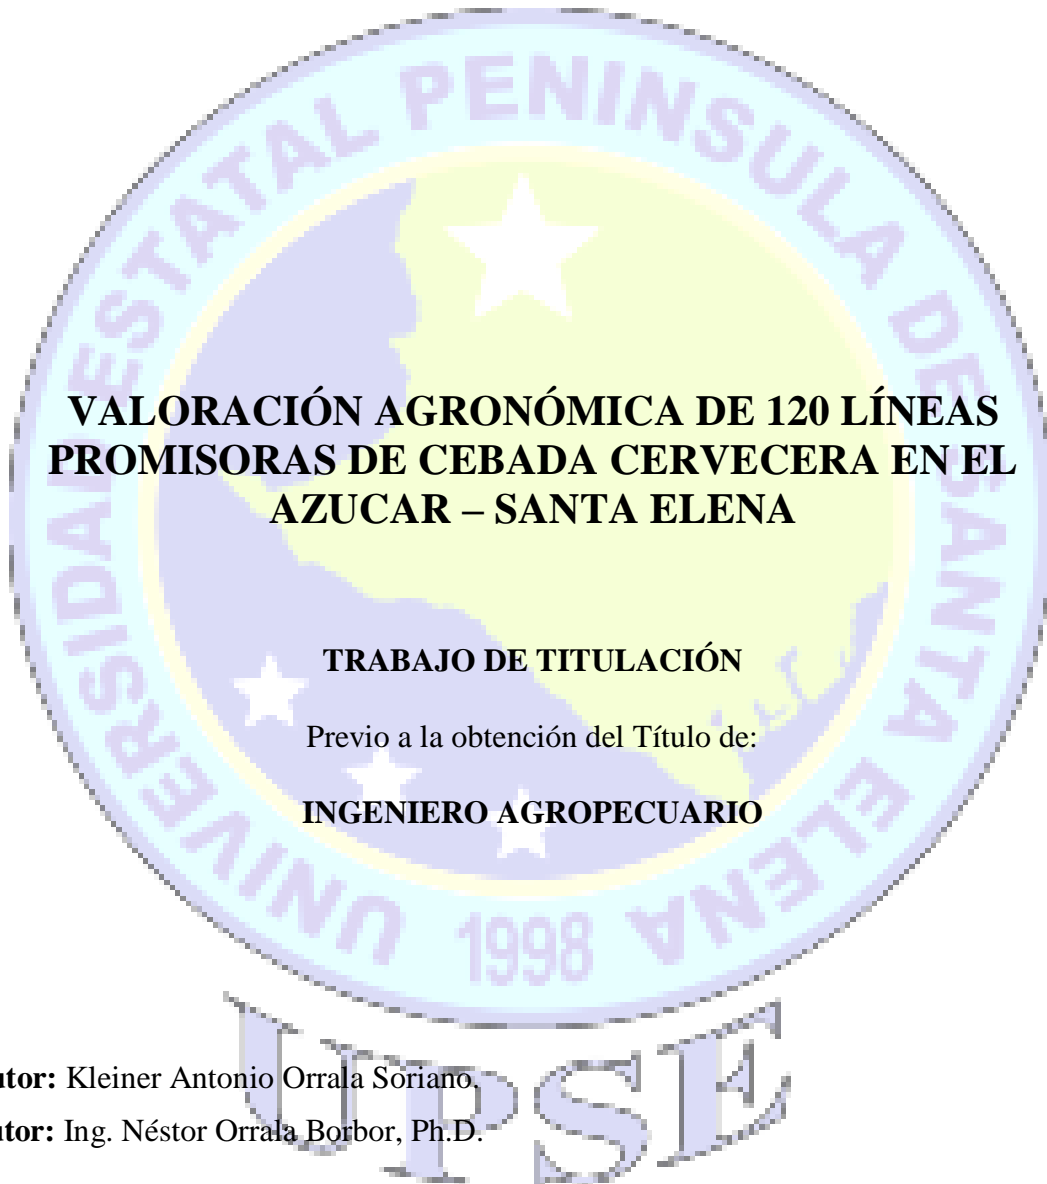 UNIVERSIDAD ESTATAL PENINSULA DE SANTA ELENA
VALORACIÓN AGRONÓMICA DE 120 LÍNEAS
PROMISORAS DE CEBADA CERVECERA EN EL
AZUCAR – SANTA ELENA
TRABAJO DE TITULACIÓN
Previo a la obtención del Título de:
INGENIERO AGROPECUARIO
1998
UPSE
utor: Kleiner Antonio Orrala Soriano.
utor: Ing. Néstor Orrala Borbor, Ph.D.